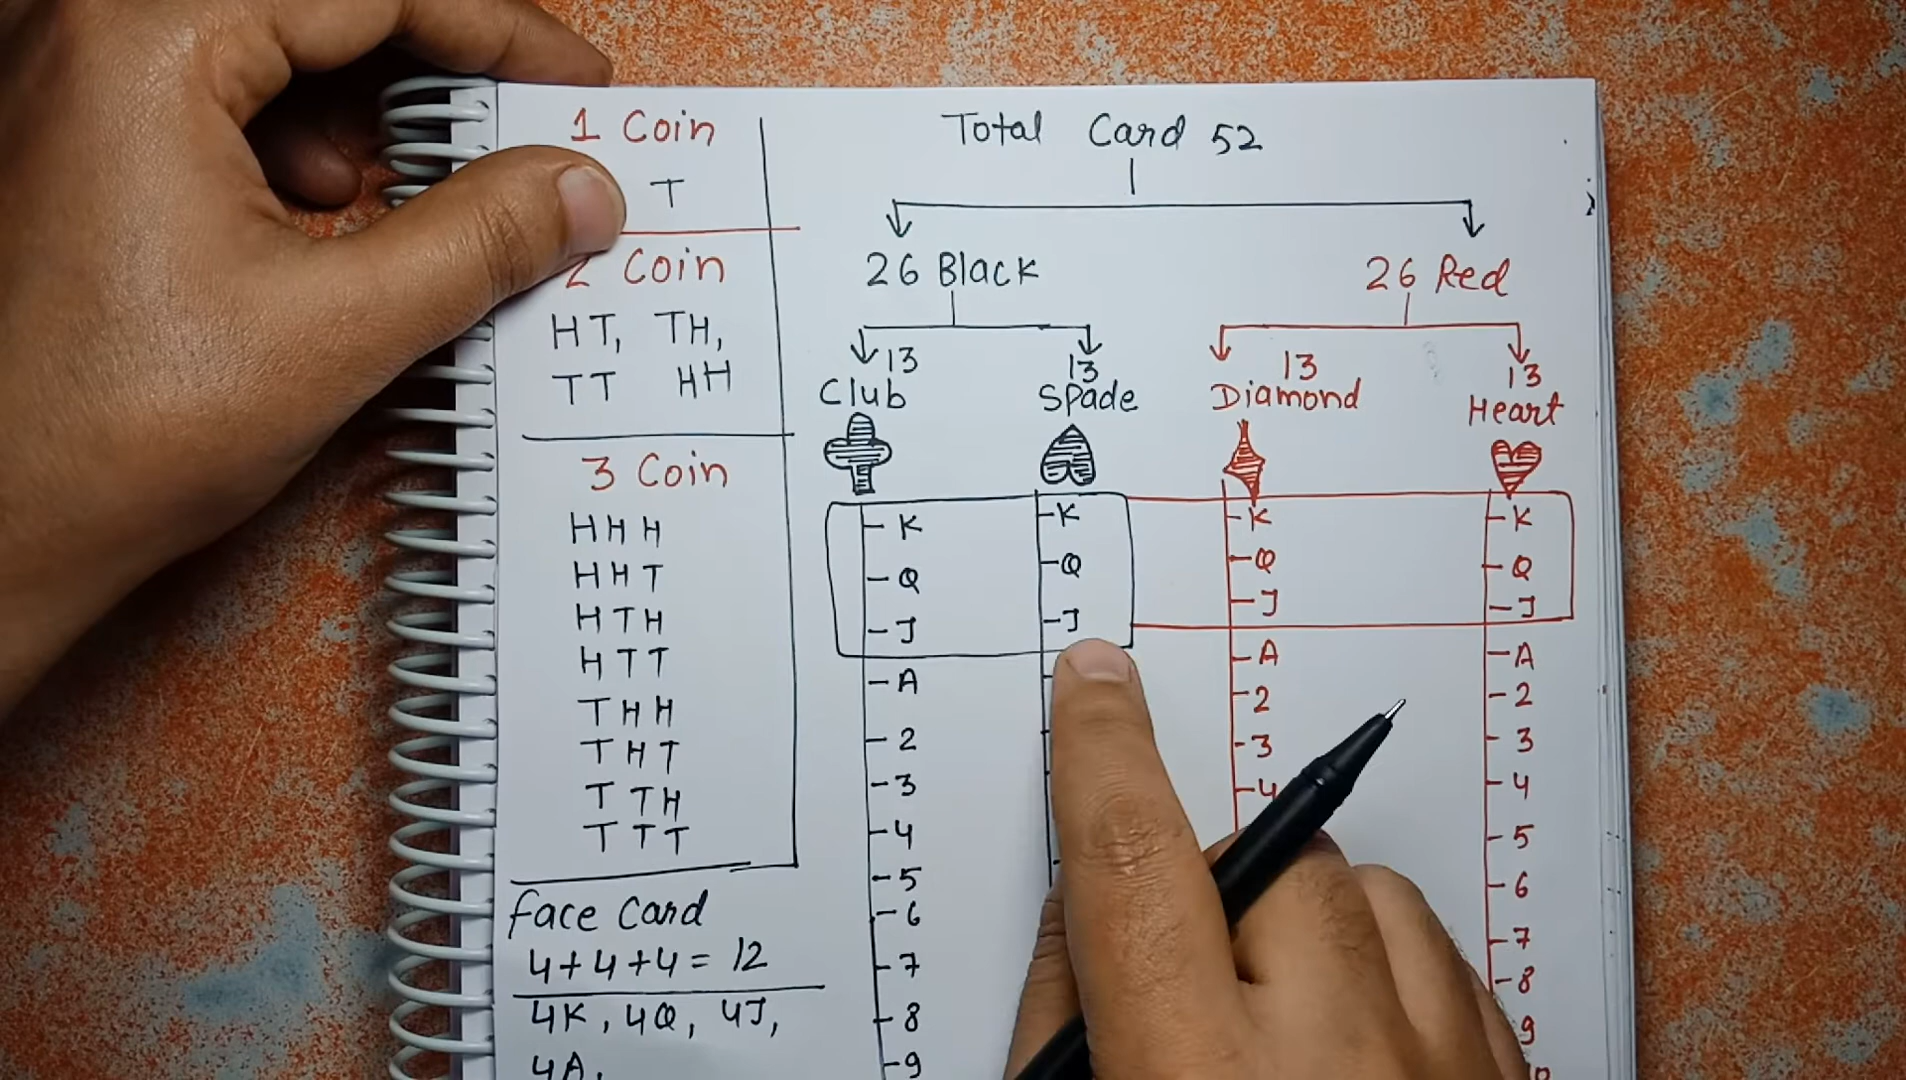 1 Coin
T
2 Coin
HT, TH,
TT HH
3 Coin
HHH
HHT
HTH
HTT
THH
THT
TTH
TTT
face Card
4+4+4= 12
4K, 4Q, 4J,
4A,
Total Card 52
26 Black
26 Red
13
Club
13
Spade
13
Diamond
13
Heart
K
Q
J
A
2
3
4
5
6
7
8
9
K
Q
J
K
Q
J
A
2
3
4
K
Q
J
A
2
3
4
5
6
7
8
9
10